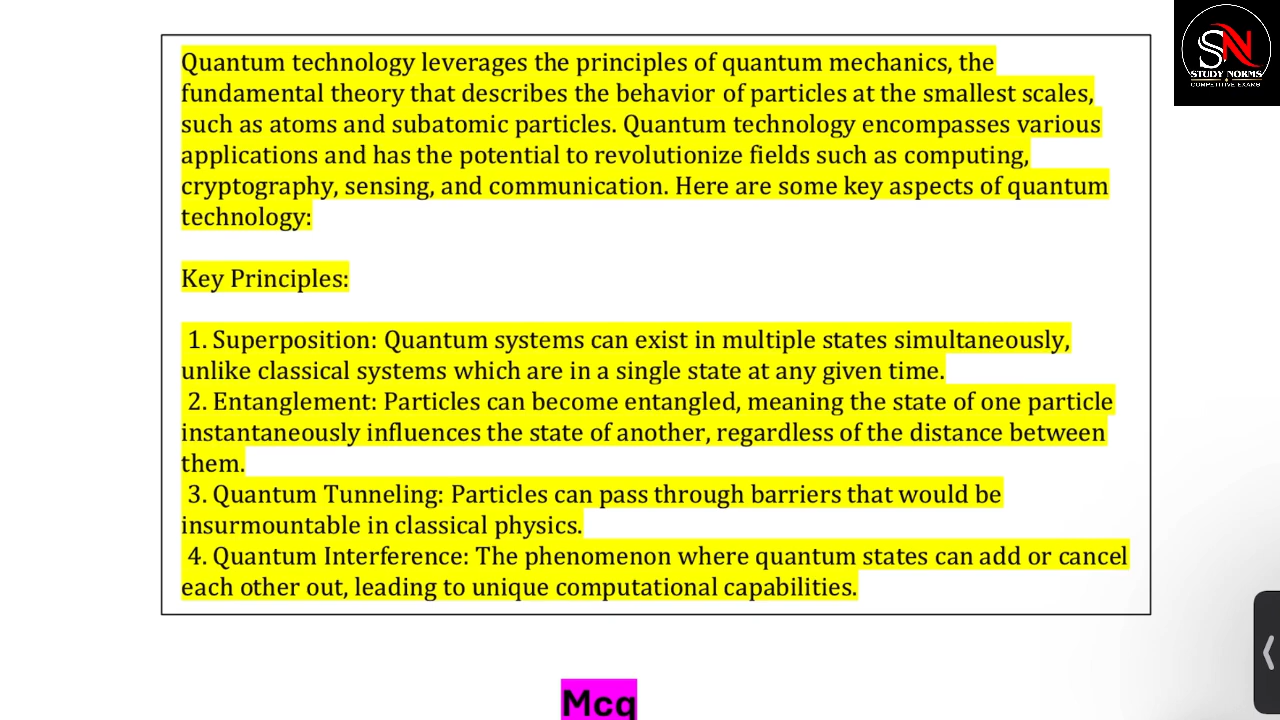 SN
STUDY NORMS
COMPETITIVE EXAMS
Quantum technology leverages the principles of quantum mechanics, the
fundamental theory that describes the behavior of particles at the smallest scales,
such as atoms and subatomic particles. Quantum technology encompasses various
applications and has the potential to revolutionize fields such as computing,
cryptography, sensing, and communication. Here are some key aspects of quantum
technology:
Key Principles:
1. Superposition: Quantum systems can exist in multiple states simultaneously,
unlike classical systems which are in a single state at any given time.
2. Entanglement: Particles can become entangled, meaning the state of one particle
instantaneously influences the state of another, regardless of the distance between
them.
3. Quantum Tunneling: Particles can pass through barriers that would be
insurmountable in classical physics.
4. Quantum Interference: The phenomenon where quantum states can add or cancel
each other out, leading to unique computational capabilities.
Mcq